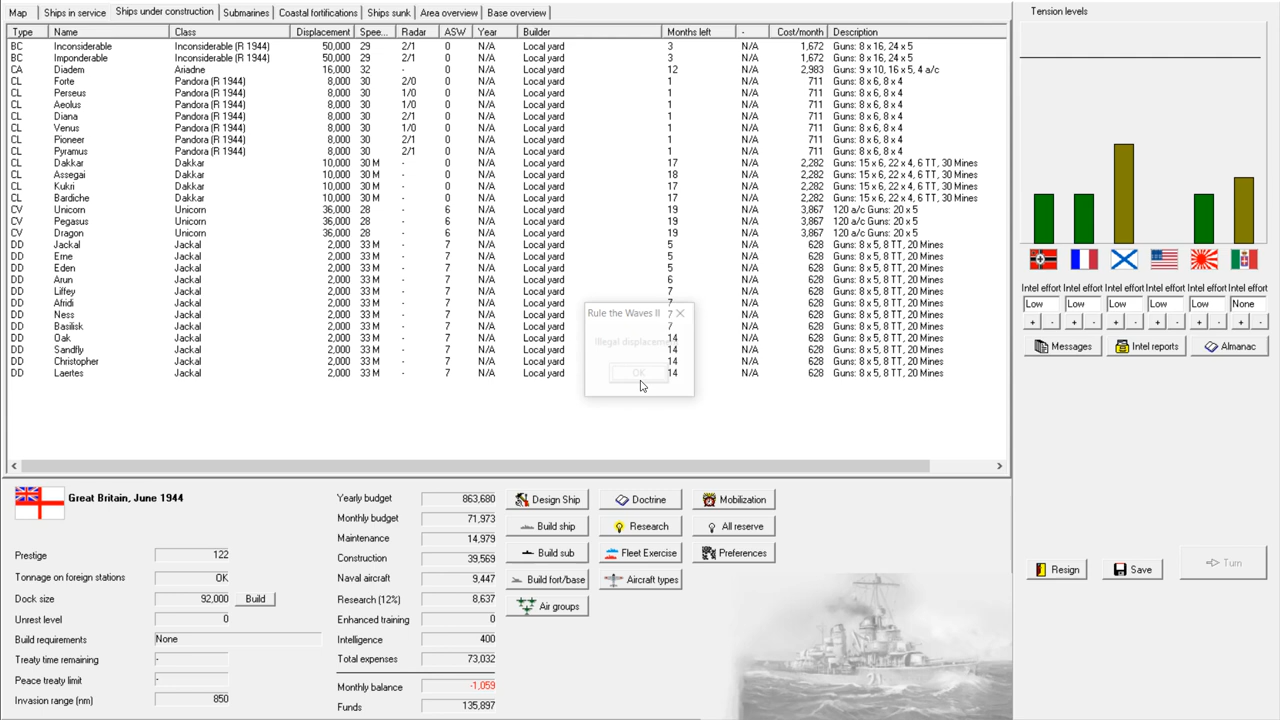 Map Ships in service Ships under construction Submarines Coastal fortifications Ships sunk Area overview Base overview
Type Name Class Displacement Spee... Radar ASW Year Builder Months left - Cost/month Description
BC Inconsiderable Inconsiderable (R 1944) 50,000 29 2/1 0 N/A Local yard 3 N/A 1,672 Guns: 8 x 16, 24 x 5
BC Imponderable Inconsiderable (R 1944) 50,000 29 2/1 0 N/A Local yard 3 N/A 1,672 Guns: 8 x 16, 24 x 5
CA Diadem Ariadne 16,000 32 - 0 N/A Local yard 12 N/A 2,983 Guns: 9 x 10, 16 x 5, 4 a/c
CL Forte Pandora (R 1944) 8,000 30 2/0 0 N/A Local yard 1 N/A 711 Guns: 8 x 6, 8 x 4
CL Perseus Pandora (R 1944) 8,000 30 1/0 0 N/A Local yard 1 N/A 711 Guns: 8 x 6, 8 x 4
CL Aeolus Pandora (R 1944) 8,000 30 1/0 0 N/A Local yard 1 N/A 711 Guns: 8 x 6, 8 x 4
CL Diana Pandora (R 1944) 8,000 30 2/1 0 N/A Local yard 1 N/A 711 Guns: 8 x 6, 8 x 4
CL Venus Pandora (R 1944) 8,000 30 1/0 0 N/A Local yard 1 N/A 711 Guns: 8 x 6, 8 x 4
CL Pioneer Pandora (R 1944) 8,000 30 2/1 0 N/A Local yard 1 N/A 711 Guns: 8 x 6, 8 x 4
CL Pyramus Pandora (R 1944) 8,000 30 2/1 0 N/A Local yard 1 N/A 711 Guns: 8 x 6, 8 x 4
CL Dakkar Dakkar 10,000 30 M - 0 N/A Local yard 17 N/A 2,282 Guns: 15 x 6, 22 x 4, 6 TT, 30 Mines
CL Assegai Dakkar 10,000 30 M - 0 N/A Local yard 18 N/A 2,282 Guns: 15 x 6, 22 x 4, 6 TT, 30 Mines
CL Kukri Dakkar 10,000 30 M - 0 N/A Local yard 17 N/A 2,282 Guns: 15 x 6, 22 x 4, 6 TT, 30 Mines
CL Bardiche Dakkar 10,000 30 M - 0 N/A Local yard 17 N/A 2,282 Guns: 15 x 6, 22 x 4, 6 TT, 30 Mines
CV Unicorn Unicorn 36,000 28 - 6 N/A Local yard 19 N/A 3,867 120 a/c Guns: 20 x 5
CV Pegasus Unicorn 36,000 28 - 6 N/A Local yard 19 N/A 3,867 120 a/c Guns: 20 x 5
CV Dragon Unicorn 36,000 28 - 6 N/A Local yard 19 N/A 3,867 120 a/c Guns: 20 x 5
DD Jackal Jackal 2,000 33 M - 7 N/A Local yard 5 N/A 628 Guns: 8 x 5, 8 TT, 20 Mines
DD Erne Jackal 2,000 33 M - 7 N/A Local yard 5 N/A 628 Guns: 8 x 5, 8 TT, 20 Mines
DD Eden Jackal 2,000 33 M - 7 N/A Local yard 5 N/A 628 Guns: 8 x 5, 8 TT, 20 Mines
DD Arun Jackal 2,000 33 M - 7 N/A Local yard 6 N/A 628 Guns: 8 x 5, 8 TT, 20 Mines
DD Liffey Jackal 2,000 33 M - 7 N/A Local yard 7 N/A 628 Guns: 8 x 5, 8 TT, 20 Mines
DD Afridi Jackal 2,000 33 M - 7 N/A Local yard 7 N/A 628 Guns: 8 x 5, 8 TT, 20 Mines
DD Ness Jackal 2,000 33 M - 7 N/A Local yard 7 N/A 628 Guns: 8 x 5, 8 TT, 20 Mines
DD Basilisk Jackal 2,000 33 M - 7 N/A Local yard 7 N/A 628 Guns: 8 x 5, 8 TT, 20 Mines
DD Oak Jackal 2,000 33 M - 7 N/A Local yard 14 N/A 628 Guns: 8 x 5, 8 TT, 20 Mines
DD Sandfly Jackal 2,000 33 M - 7 N/A Local yard 14 N/A 628 Guns: 8 x 5, 8 TT, 20 Mines
DD Christopher Jackal 2,000 33 M - 7 N/A Local yard 14 N/A 628 Guns: 8 x 5, 8 TT, 20 Mines
DD Laertes Jackal 2,000 33 M - 7 N/A Local yard 14 N/A 628 Guns: 8 x 5, 8 TT, 20 Mines
Rule the Waves II
Illegal displaceme
OK
Tension levels
Intel effort Intel effort Intel effort Intel effort Intel effort Intel effort
Low Low Low Low Low None
+ - + - + - + - + - + -
Messages Intel reports Almanac
Resign Save Turn
Great Britain, June 1944
Prestige 122
Tonnage on foreign stations OK
Dock size 92,000 Build
Unrest level 0
Build requirements None
Treaty time remaining -
Peace treaty limit -
Invasion range (nm) 850
Yearly budget 863,680
Monthly budget 71,973
Maintenance 14,979
Construction 39,569
Naval aircraft 9,447
Research (12%) 8,637
Enhanced training 0
Intelligence 400
Total expenses 73,032
Monthly balance -1,059
Funds 135,897
Design Ship Doctrine Mobilization
Build ship Research All reserve
Build sub Fleet Exercise Preferences
Build fort/base Aircraft types
Air groups